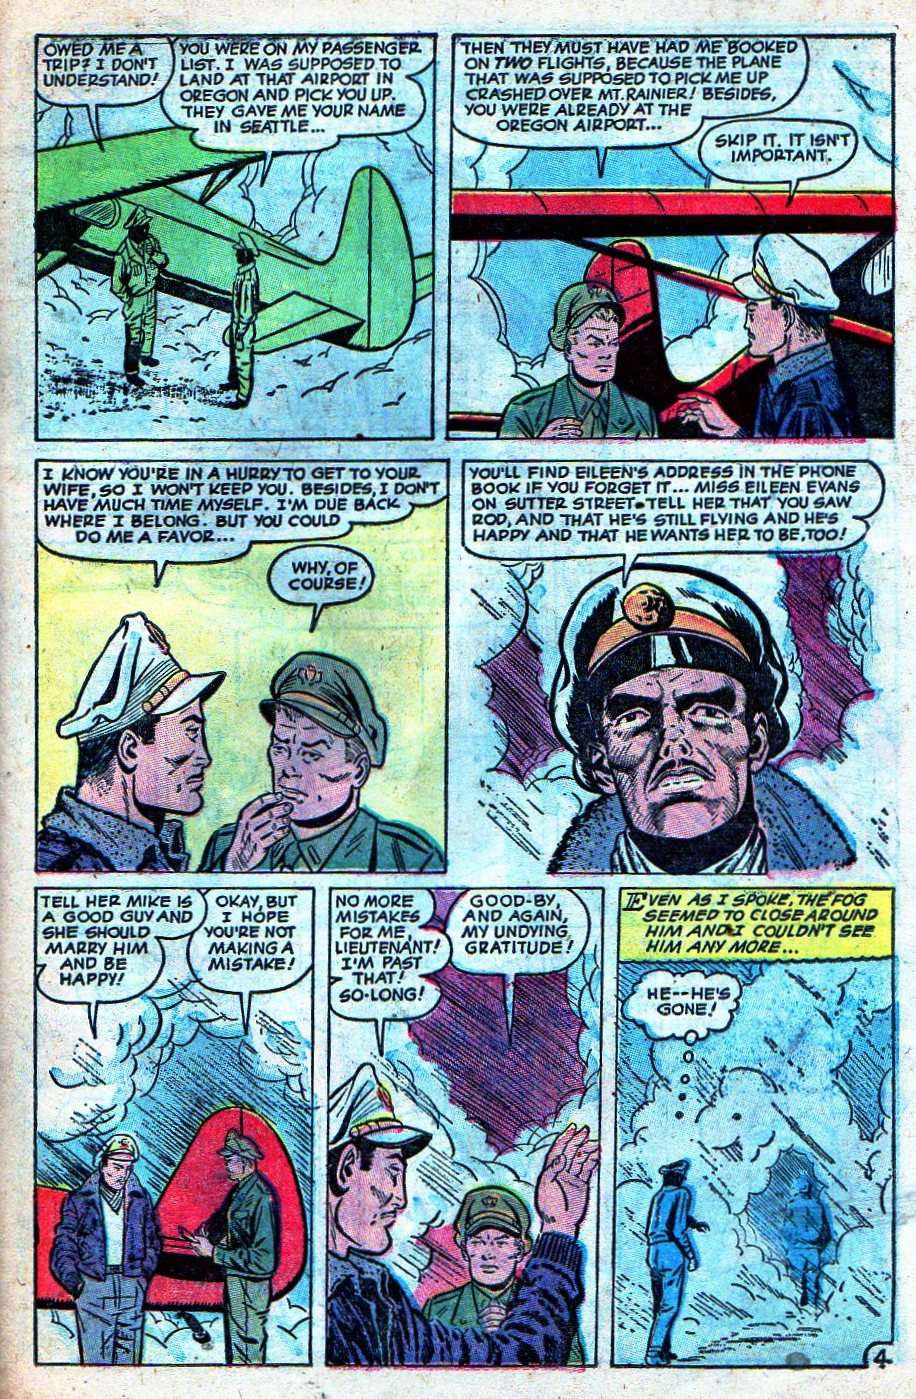 OWED ME A
TRIP? I DON'T
UNDERSTAND!
YOU WERE ON MY PASSENGER
LIST. I WAS SUPPOSED TO
LAND AT THAT AIRPORT IN
OREGON AND PICK YOU UP.
THEY GAVE ME YOUR NAME
IN SEATTLE...
THEN THEY MUST HAVE HAD ME BOOKED
ON TWO FLIGHTS, BECAUSE THE PLANE
THAT WAS SUPPOSED TO PICK ME UP
CRASHED OVER MT. RAINIER! BESIDES,
YOU WERE ALREADY AT THE
OREGON AIRPORT...
SKIP IT. IT ISN'T
IMPORTANT.
I KNOW YOU'RE IN A HURRY TO GET TO YOUR
WIFE, SO I WON'T KEEP YOU. BESIDES, I DON'T
HAVE MUCH TIME MYSELF. I'M DUE BACK
WHERE I BELONG. BUT YOU COULD
DO ME A FAVOR...
WHY, OF
COURSE!
YOU'LL FIND EILEEN'S ADDRESS IN THE PHONE
BOOK IF YOU FORGET IT... MISS EILEEN EVANS
ON SUTTER STREET. TELL HER THAT YOU SAW
ROD, AND THAT HE'S STILL FLYING AND HE'S
HAPPY AND THAT HE WANTS HER TO BE, TOO!
TELL HER MIKE IS
A GOOD GUY AND
SHE SHOULD
MARRY HIM
AND BE
HAPPY!
OKAY, BUT
I HOPE
YOU'RE NOT
MAKING A
MISTAKE!
NO MORE
MISTAKES
FOR ME,
LIEUTENANT!
I'M PAST
THAT!
SO-LONG!
GOOD-BY,
AND AGAIN,
MY UNDYING
GRATITUDE!
EVEN AS I SPOKE, THE FOG
SEEMED TO CLOSE AROUND
HIM AND I COULDN'T SEE
HIM ANY MORE...
HE--HE'S
GONE!
4